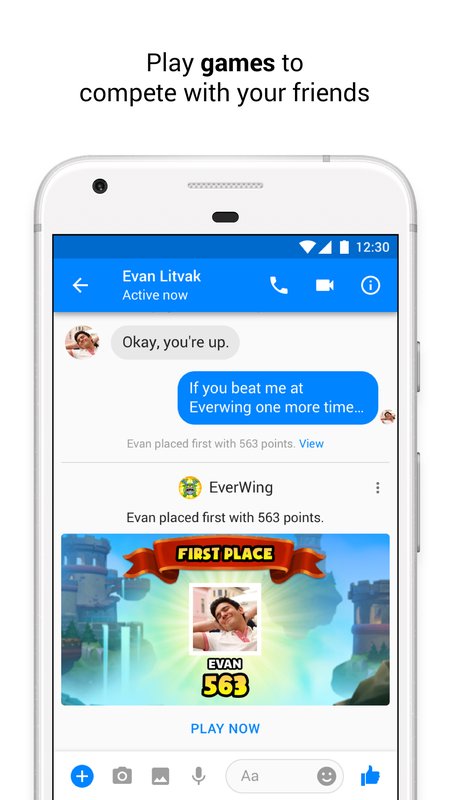 Play games to
compete with your friends
12:30
Evan Litvak
Active now
Okay, you're up.
If you beat me at
Everwing one more time...
Evan placed first with 563 points. View
EverWing
Evan placed first with 563 points.
FIRST PLACE
EVAN
563
PLAY NOW
Aa